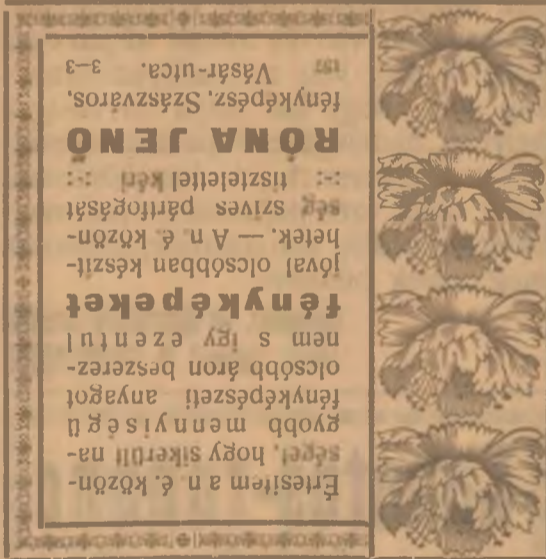 Értesitem a n. é. közön-
séget, hogy sikerült na-
gyobb mennyiségű
fényképészeti anyagot
olcsóbb áron beszerez-
nem s így ezentul
fényképeket
jóval olcsóbban készit-
hetek. — A n. é. közön-
ség szives pártfogását
:-: tisztelettel kéri :-:
RÓNA JENŐ
fényképész, Szászváros,
157 Vásár-utca. 3—3